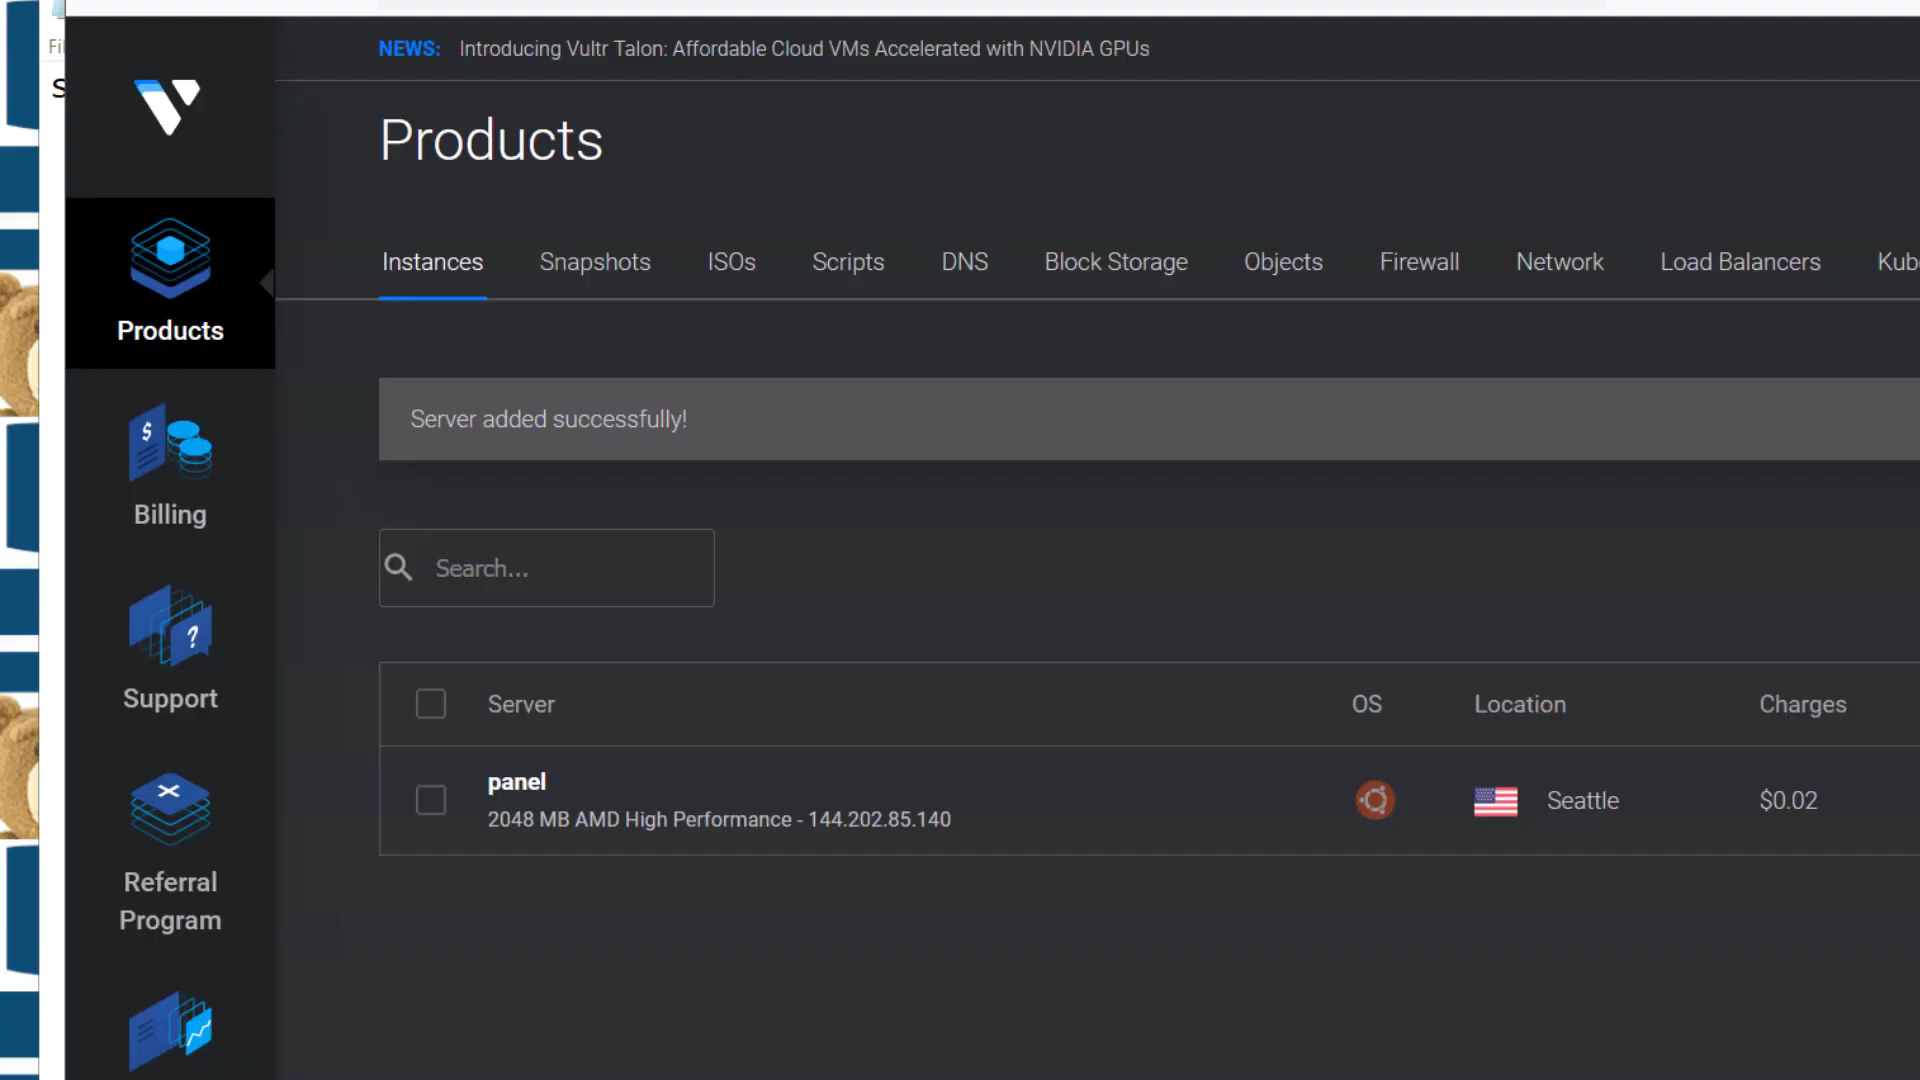 NEWS: Introducing Vultr Talon: Affordable Cloud VMs Accelerated with NVIDIA GPUs
Products
Instances Snapshots ISOs Scripts DNS Block Storage Objects Firewall Network Load Balancers
Products
Server added successfully!
Billing
Search...
Support
Server OS Location Charges
panel
2048 MB AMD High Performance - 144.202.85.140 Seattle $0.02
Referral
Program